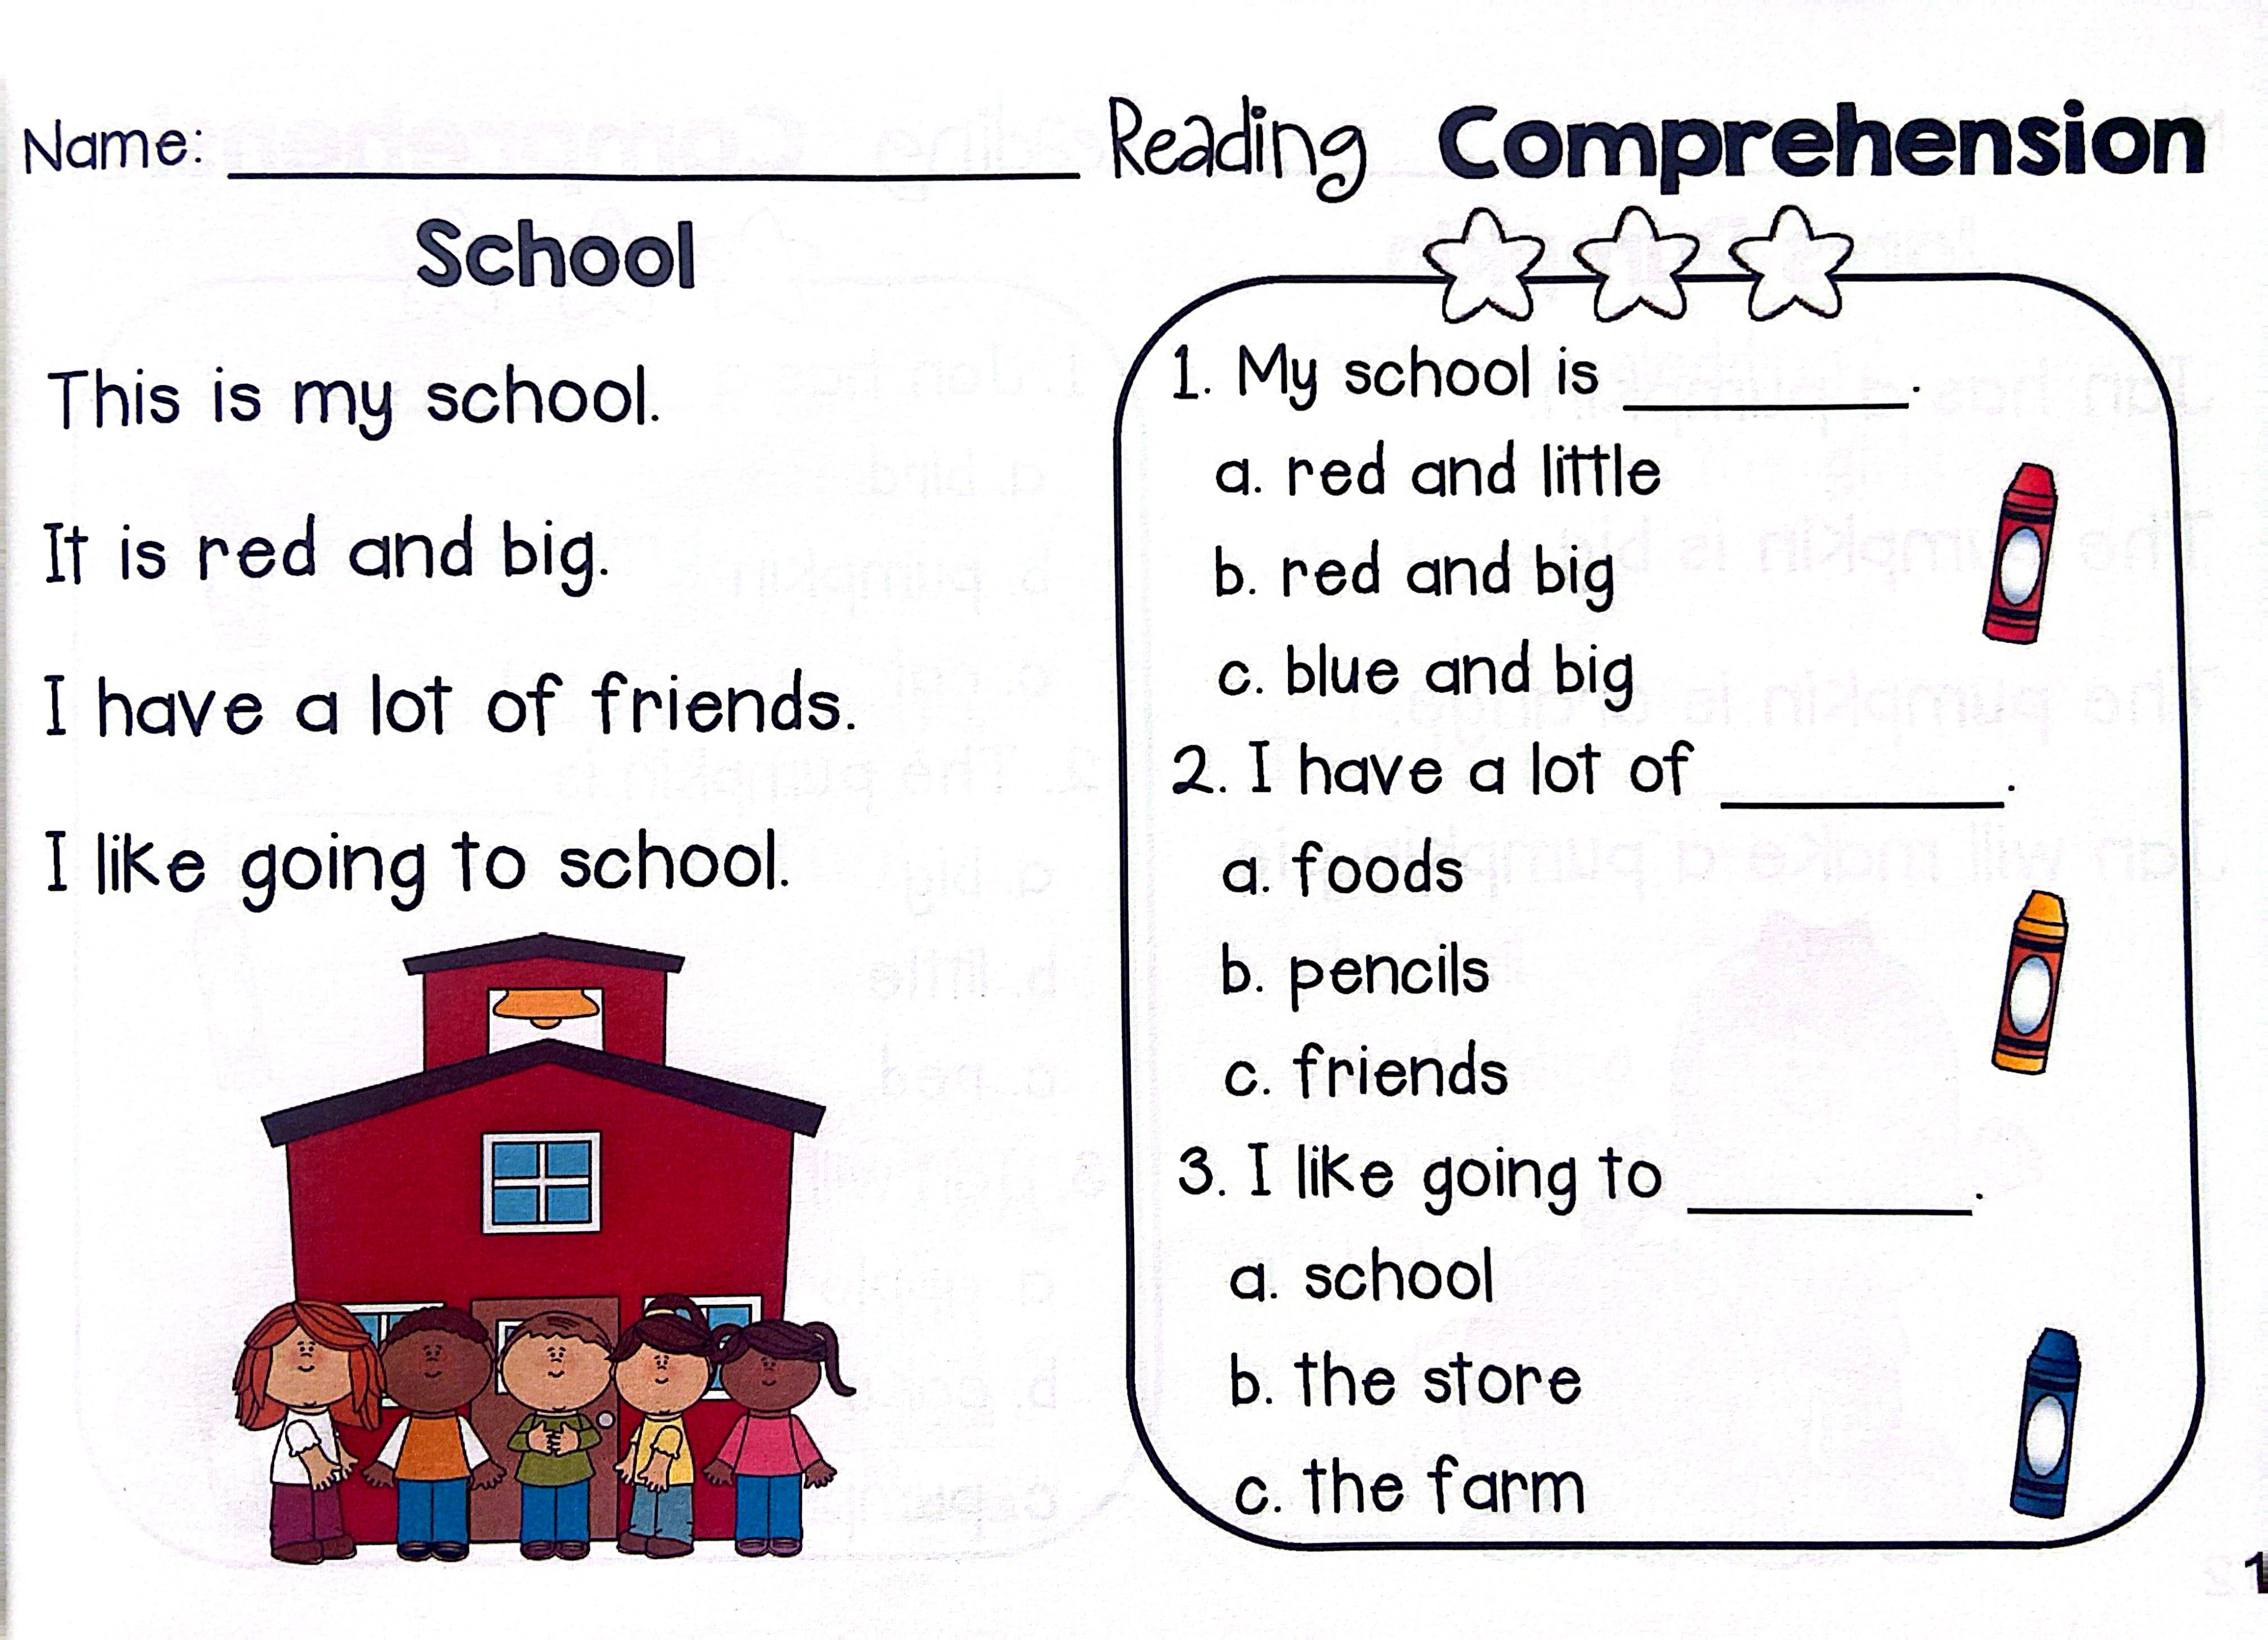 Name: Reading Comprehension
School
This is my school.
It is red and big.
I have a lot of friends.
I like going to school.
1. My school is ________.
a. red and little
b. red and big
c. blue and big
2. I have a lot of ________.
a. foods
b. pencils
c. friends
3. I like going to ________.
a. school
b. the store
c. the farm
1